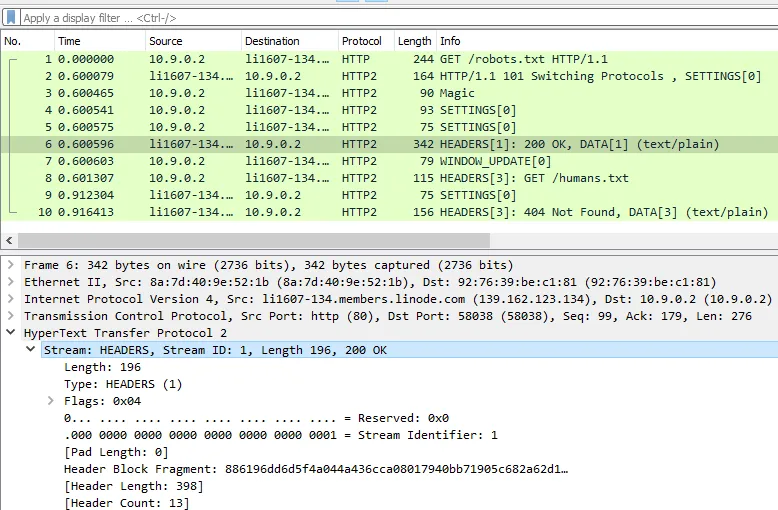 Apply a display filter … <Ctrl-/>
No. Time Source Destination Protocol Length Info
1 0.000000 10.9.0.2 li1607-134.… HTTP 244 GET /robots.txt HTTP/1.1
2 0.600079 li1607-134.… 10.9.0.2 HTTP2 164 HTTP/1.1 101 Switching Protocols , SETTINGS[0]
3 0.600465 10.9.0.2 li1607-134.… HTTP2 90 Magic
4 0.600541 10.9.0.2 li1607-134.… HTTP2 93 SETTINGS[0]
5 0.600575 10.9.0.2 li1607-134.… HTTP2 75 SETTINGS[0]
6 0.600596 li1607-134.… 10.9.0.2 HTTP2 342 HEADERS[1]: 200 OK, DATA[1] (text/plain)
7 0.600603 10.9.0.2 li1607-134.… HTTP2 79 WINDOW_UPDATE[0]
8 0.601307 10.9.0.2 li1607-134.… HTTP2 115 HEADERS[3]: GET /humans.txt
9 0.912304 li1607-134.… 10.9.0.2 HTTP2 75 SETTINGS[0]
10 0.916413 li1607-134.… 10.9.0.2 HTTP2 156 HEADERS[3]: 404 Not Found, DATA[3] (text/plain)
Frame 6: 342 bytes on wire (2736 bits), 342 bytes captured (2736 bits)
Ethernet II, Src: 8a:7d:40:9e:52:1b (8a:7d:40:9e:52:1b), Dst: 92:76:39:be:c1:81 (92:76:39:be:c1:81)
Internet Protocol Version 4, Src: li1607-134.members.linode.com (139.162.123.134), Dst: 10.9.0.2 (10.9.0.2)
Transmission Control Protocol, Src Port: http (80), Dst Port: 58038 (58038), Seq: 99, Ack: 179, Len: 276
HyperText Transfer Protocol 2
Stream: HEADERS, Stream ID: 1, Length 196, 200 OK
Length: 196
Type: HEADERS (1)
Flags: 0x04
0... .... .... .... .... .... .... .... = Reserved: 0x0
.000 0000 0000 0000 0000 0000 0000 0001 = Stream Identifier: 1
[Pad Length: 0]
Header Block Fragment: 886196dd6d5f4a044a436cca08017940bb71905c682a62d1…
[Header Length: 398]
[Header Count: 13]